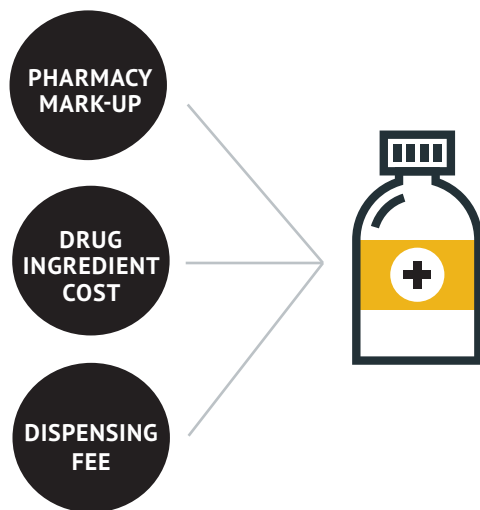 PHARMACY
MARK-UP
DRUG
INGREDIENT
COST
DISPENSING
FEE